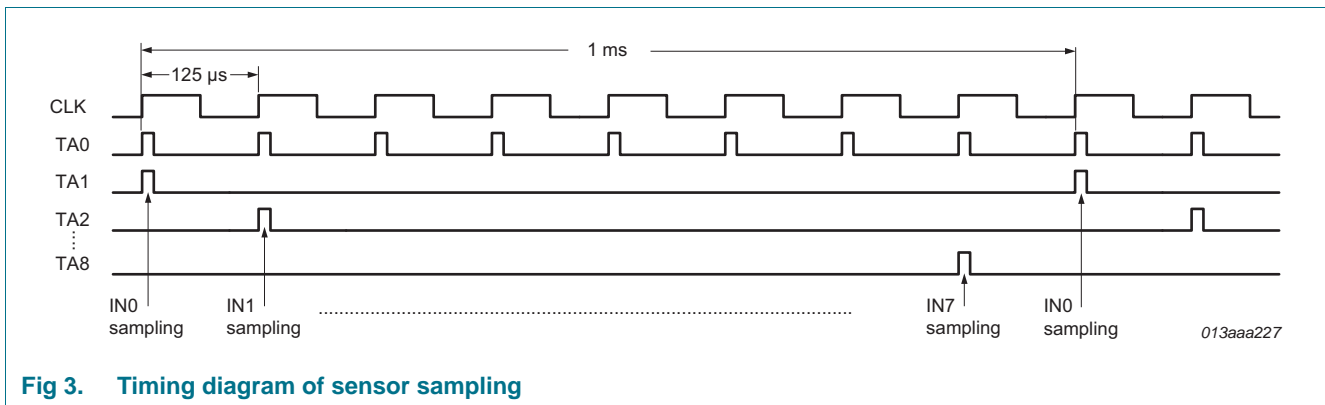 1 ms
125 μs
CLK
TA0
TA1
TA2
TA8
IN0 sampling
IN1 sampling
IN7 sampling
IN0 sampling
013aaa227
Fig 3. Timing diagram of sensor sampling